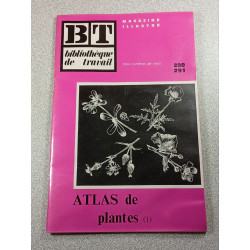 BT
bibliothèque
de travail
MAGAZINE
ILLUSTRÉ
290
291
ATLAS de
plantes (1)